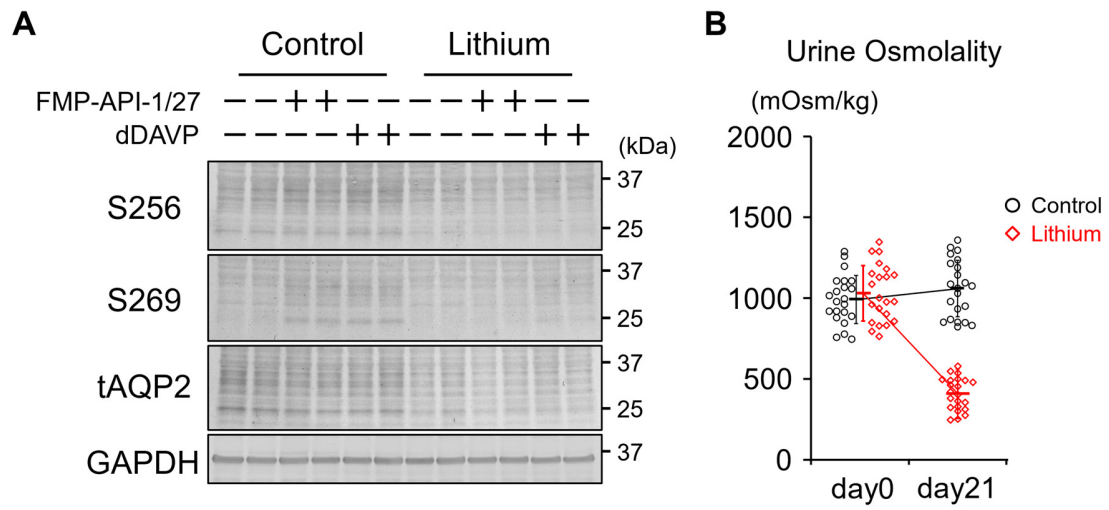 A
Control Lithium
FMP-API-1/27 − − + + − − − − + + − −
dDAVP − − − − + + − − − − + +
(kDa)
S256
37
25
S269
37
25
tAQP2
37
25
GAPDH
37
B
Urine Osmolality
(mOsm/kg)
2000
1500
1000
500
0
day0 day21
Control
Lithium